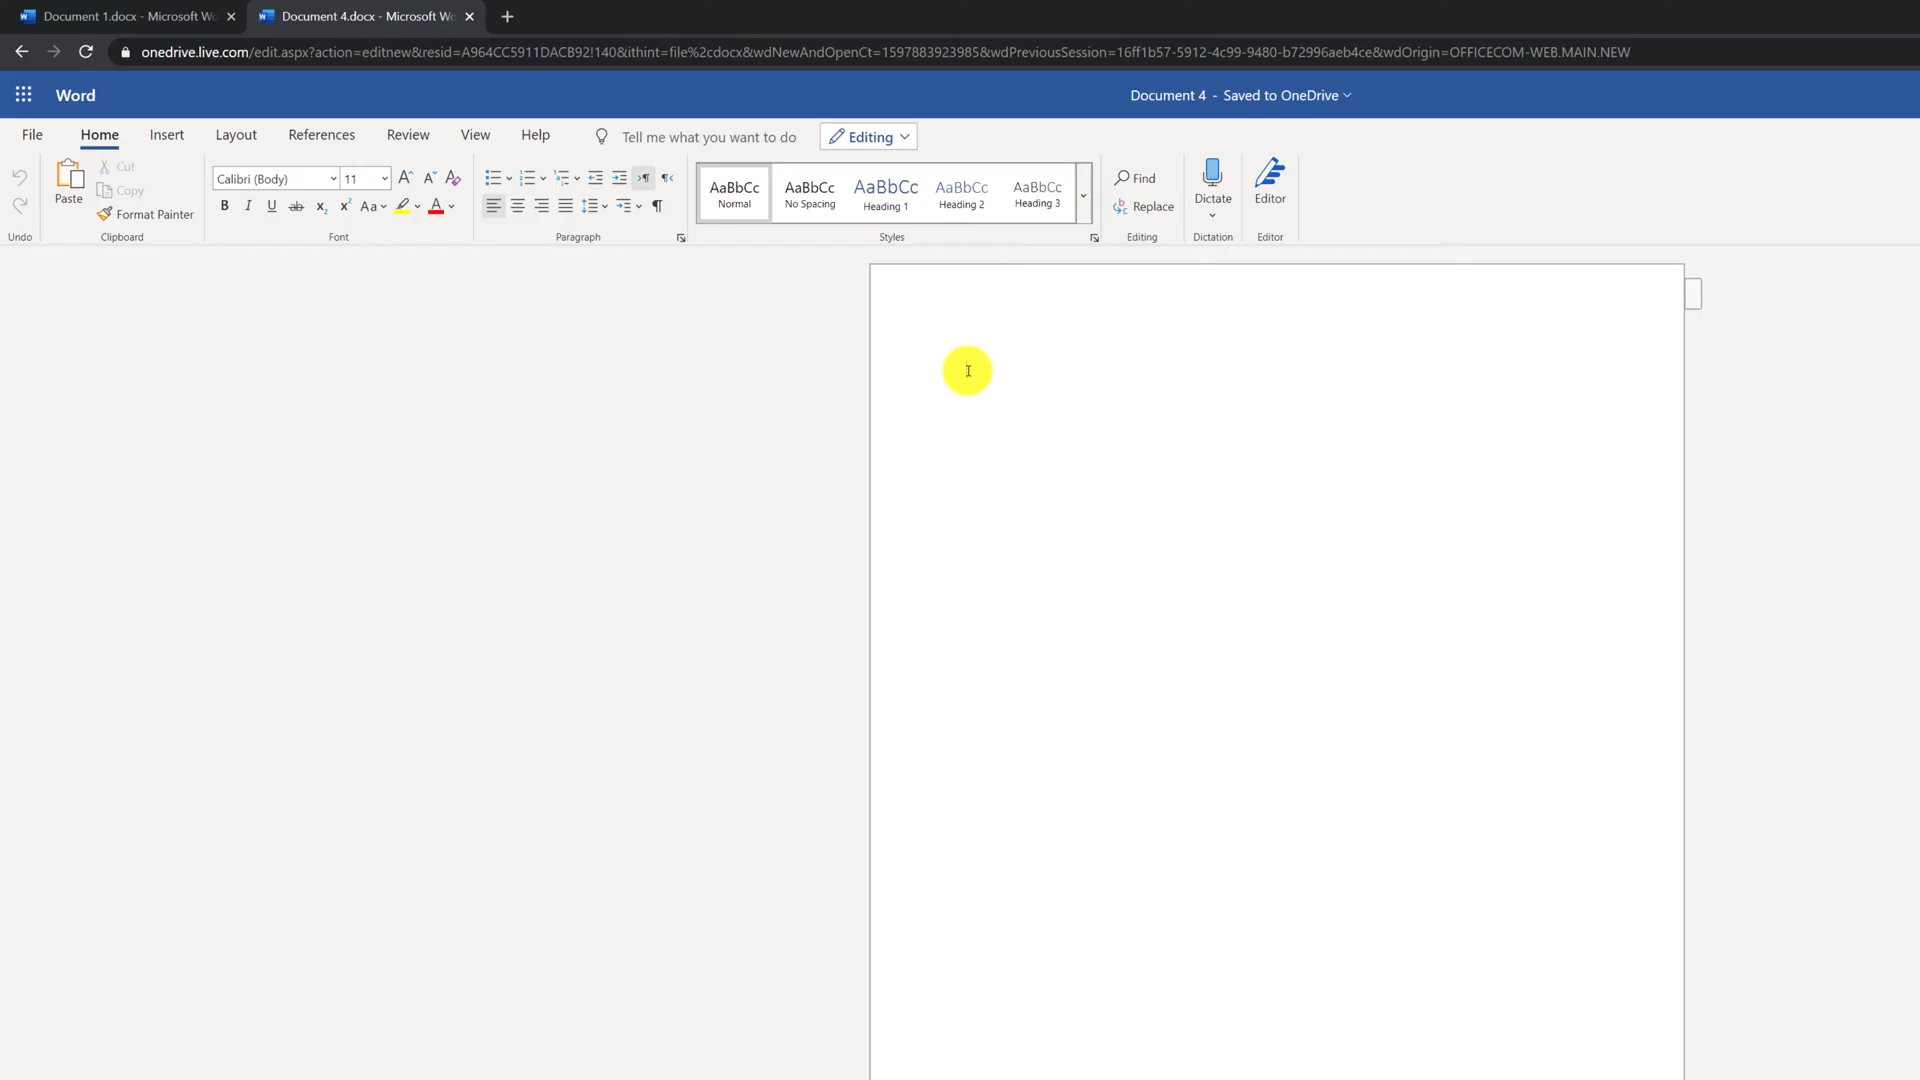 Document 1.docx - Microsoft Wo
Document 4.docx - Microsoft Wo
onedrive.live.com/edit.aspx?action=editnew&resid=A964CC5911DACB92!140&ithint=file%2cdocx&wdNewAndOpenCt=1597883923985&wdPreviousSession=16ff1b57-5912-4c99-9480-b72996aeb4ce&wdOrigin=OFFICECOM-WEB.MAIN.NEW
Word
Document 4 - Saved to OneDrive
File Home Insert Layout References Review View Help Tell me what you want to do Editing
Cut
Copy
Format Painter
Paste
Calibri (Body) 11
AaBbCc Normal
AaBbCc No Spacing
AaBbCc Heading 1
AaBbCc Heading 2
AaBbCc Heading 3
Find
Replace
Dictate
Editor
Undo Clipboard Font Paragraph Styles Editing Dictation Editor